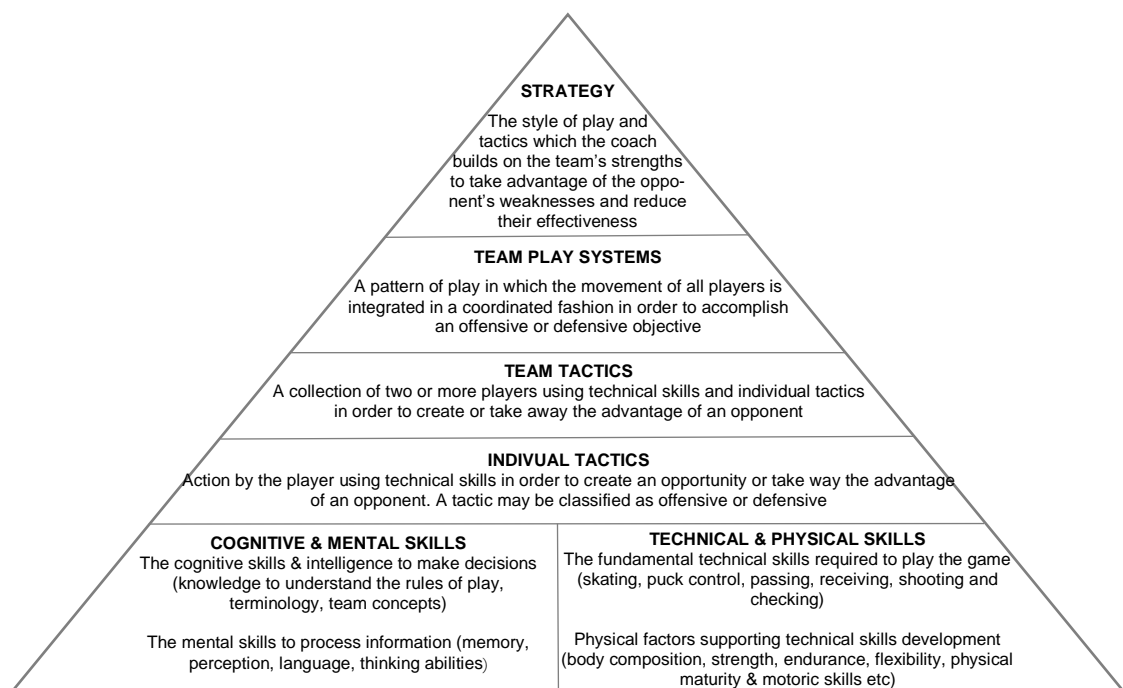 STRATEGY
The style of play and
tactics which the coach
builds on the team’s strengths
to take advantage of the oppo-
nent’s weaknesses and reduce
their effectiveness
TEAM PLAY SYSTEMS
A pattern of play in which the movement of all players is
integrated in a coordinated fashion in order to accomplish
an offensive or defensive objective
TEAM TACTICS
A collection of two or more players using technical skills and individual tactics
in order to create or take away the advantage of an opponent
INDIVUAL TACTICS
Action by the player using technical skills in order to create an opportunity or take way the advantage
of an opponent. A tactic may be classified as offensive or defensive
COGNITIVE & MENTAL SKILLS
The cognitive skills & intelligence to make decisions
(knowledge to understand the rules of play,
terminology, team concepts)
The mental skills to process information (memory,
perception, language, thinking abilities)
TECHNICAL & PHYSICAL SKILLS
The fundamental technical skills required to play the game
(skating, puck control, passing, receiving, shooting and
checking)
Physical factors supporting technical skills development
(body composition, strength, endurance, flexibility, physical
maturity & motoric skills etc)